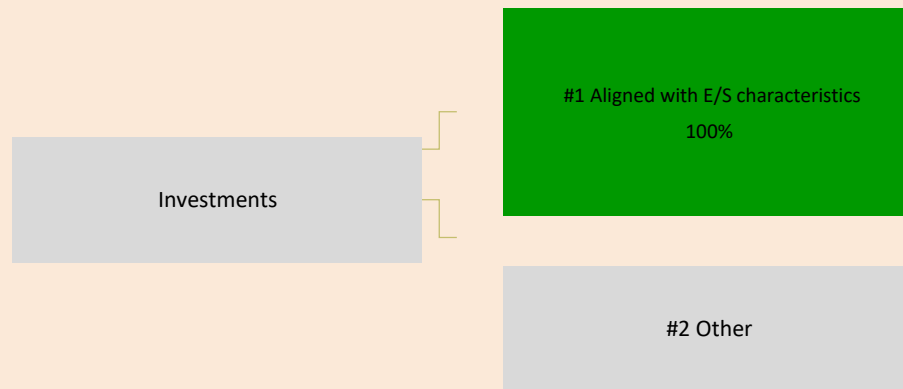 #1 Aligned with E/S characteristics
100%
Investments
#2 Other